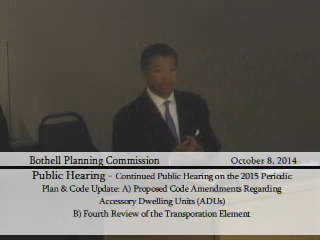 Bothell Planning Commission October 8, 2014
Public Hearing - Continued Public Hearing on the 2015 Periodic
Plan & Code Update: A) Proposed Code Amendments Regarding
Accessory Dwelling Units (ADUs)
B) Fourth Review of the Transporation Element